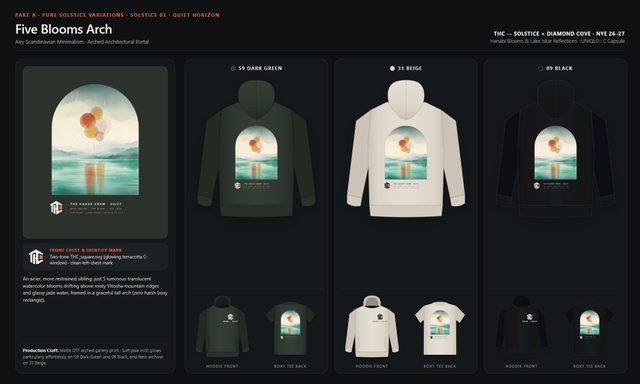 PART A - PURE SOLSTICE VARIATIONS · SOLSTICE 03 · QUIET HORIZON
Five Blooms Arch
Airy Scandinavian Minimalism · Arched Architectural Portal
THC — SOLSTICE × DIAMOND COVE · NYE 26-27
Hanabi Blooms & Lake Iskar Reflections · UNIQLO : C Capsule
THC
THE HAGUE CREW · 26/27
FRONT CHEST & IDENTITY MARK
Two-tone THC_square.svg (glowing terracotta C-
window) · clean left-chest mark
An airier, more restrained sibling: just 5 luminous translucent
watercolor blooms drifting above misty Vitosha mountain ridges
and glassy jade water, framed in a graceful tall arch (zero harsh boxy
rectangle).
Production Craft: Matte DTF arched gallery print · Soft pale mist glows
particularly effortlessly on 59 Dark Green and 09 Black, and feels archival
on 31 Beige.
59 DARK GREEN
HOODIE FRONT
BOXY TEE BACK
31 BEIGE
HOODIE FRONT
BOXY TEE BACK
09 BLACK
HOODIE FRONT
BOXY TEE BACK